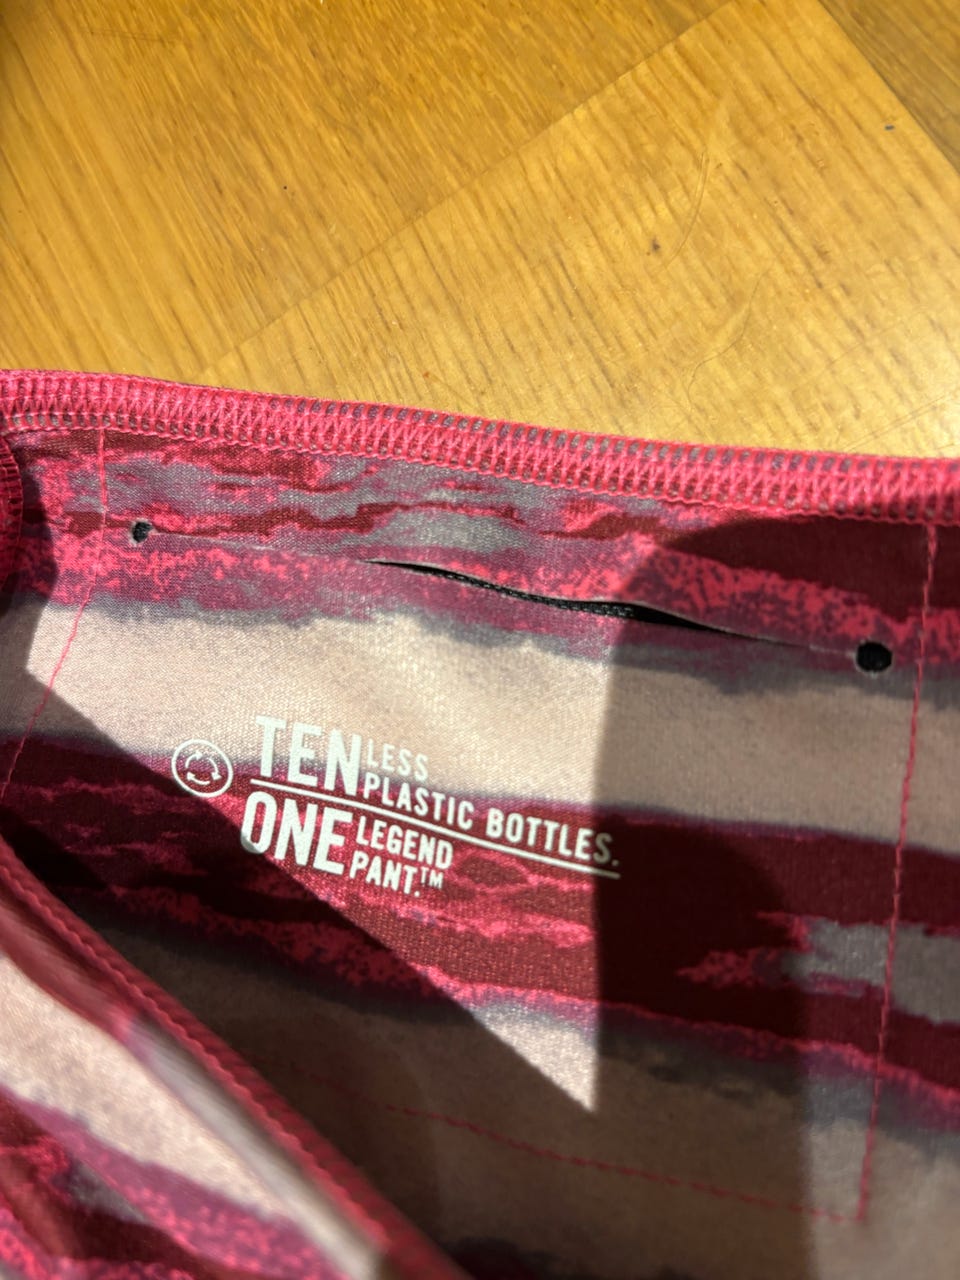 TEN LESS
PLASTIC BOTTLES.
ONE LEGEND
PANT.™